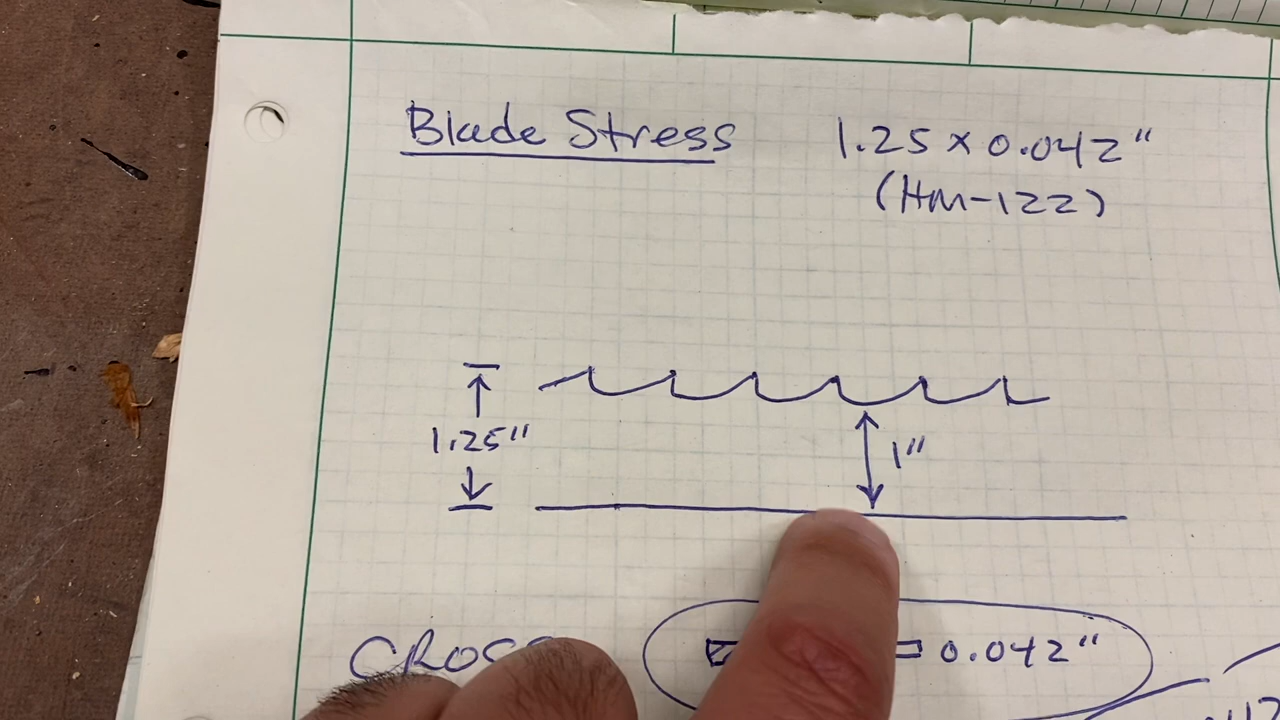 Blade Stress 1.25 x 0.042"
(HM-122)
1.25"
1"
0.042"